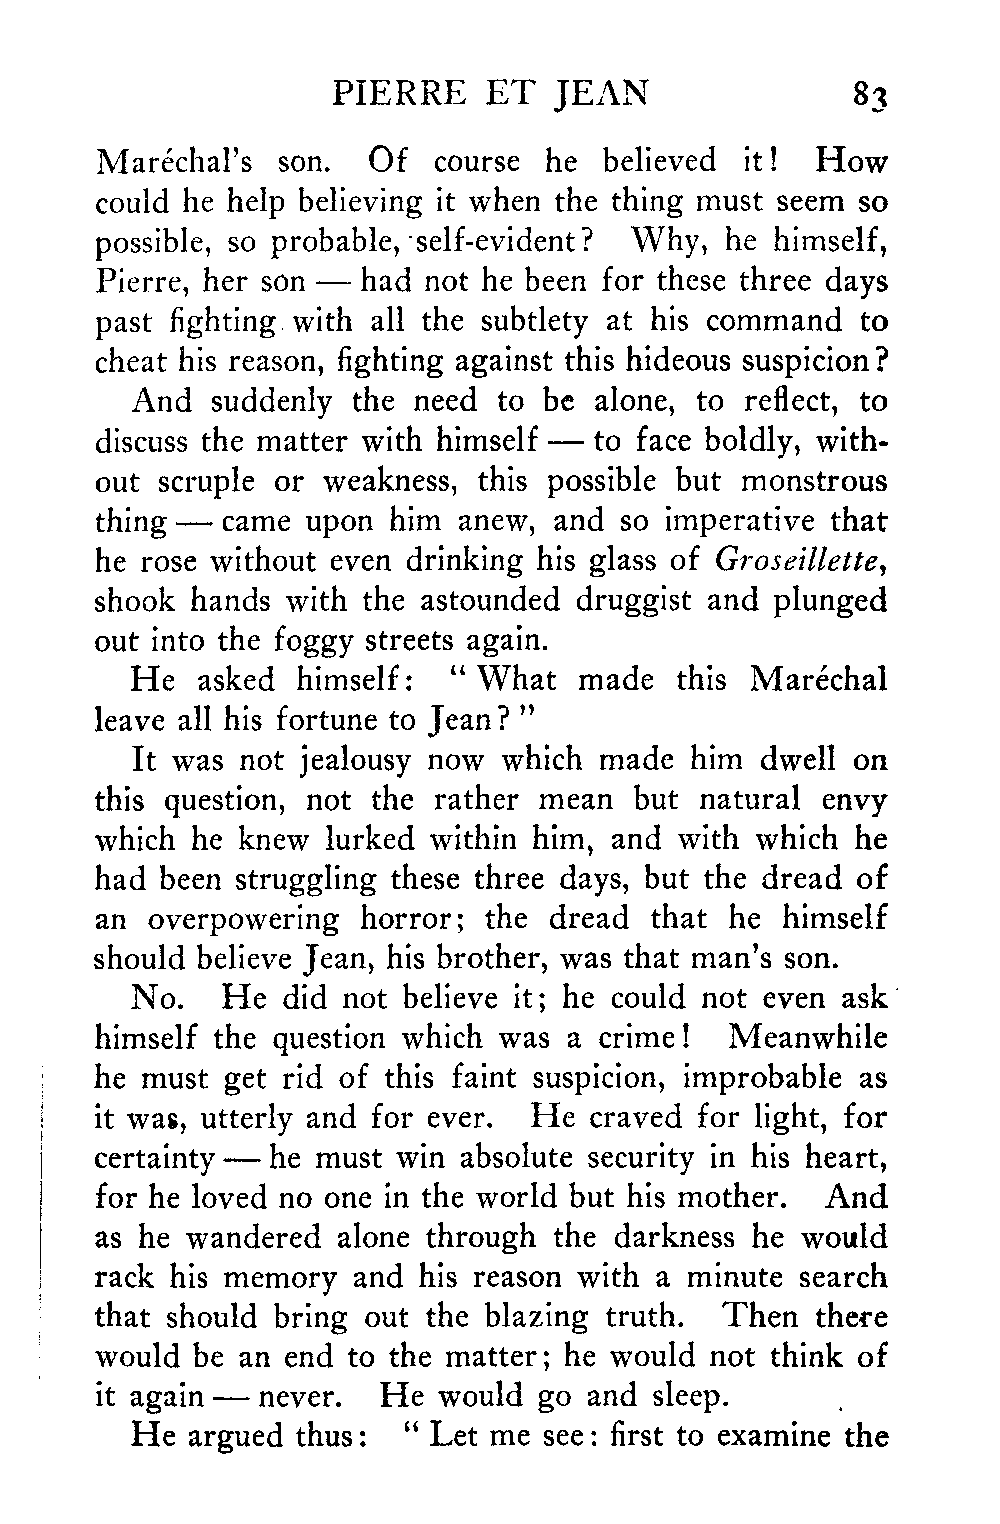 PIERRE ET JEAN 83
Maréchal's son. Of course he believed it! How
could he help believing it when the thing must seem so
possible, so probable, self-evident? Why, he himself,
Pierre, her son — had not he been for these three days
past fighting with all the subtlety at his command to
cheat his reason, fighting against this hideous suspicion?
And suddenly the need to be alone, to reflect, to
discuss the matter with himself — to face boldly, with-
out scruple or weakness, this possible but monstrous
thing — came upon him anew, and so imperative that
he rose without even drinking his glass of Groseillette,
shook hands with the astounded druggist and plunged
out into the foggy streets again.
He asked himself: “ What made this Maréchal
leave all his fortune to Jean? ”
It was not jealousy now which made him dwell on
this question, not the rather mean but natural envy
which he knew lurked within him, and with which he
had been struggling these three days, but the dread of
an overpowering horror; the dread that he himself
should believe Jean, his brother, was that man's son.
No. He did not believe it; he could not even ask
himself the question which was a crime! Meanwhile
he must get rid of this faint suspicion, improbable as
it was, utterly and for ever. He craved for light, for
certainty — he must win absolute security in his heart,
for he loved no one in the world but his mother. And
as he wandered alone through the darkness he would
rack his memory and his reason with a minute search
that should bring out the blazing truth. Then there
would be an end to the matter; he would not think of
it again — never. He would go and sleep.
He argued thus: “ Let me see: first to examine the